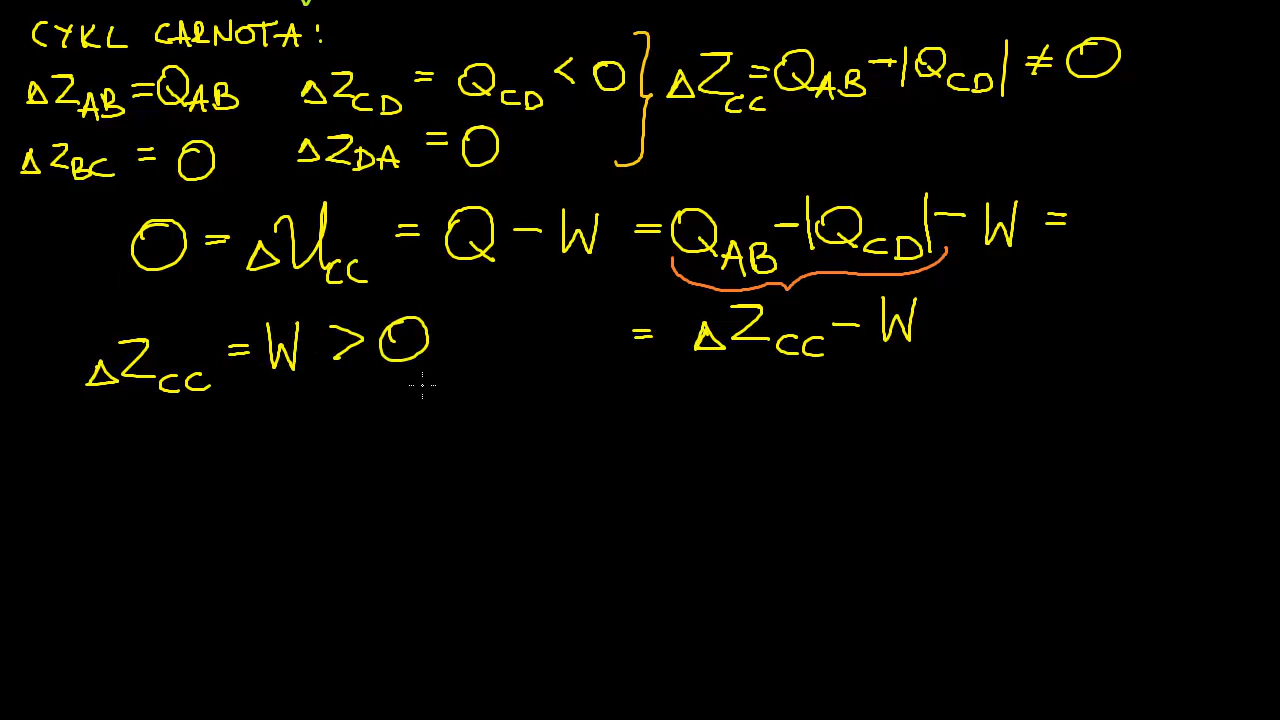 CYKL CARNOTA:
ΔZ_AB = Q_AB ΔZ_CD = Q_CD < 0 } ΔZ_CC = Q_AB - |Q_CD| ≠ 0
ΔZ_BC = 0 ΔZ_DA = 0
0 = ΔU_CC = Q - W = Q_AB - |Q_CD| - W =
ΔZ_CC = W > 0 = ΔZ_CC - W